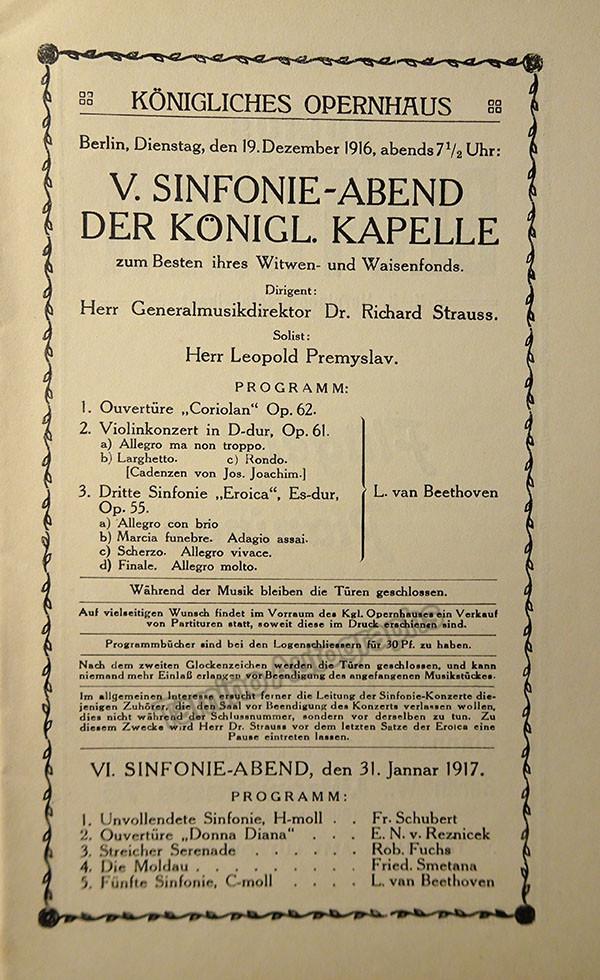 KÖNIGLICHES OPERNHAUS
Berlin, Dienstag, den 19. Dezember 1916, abends 7 1/2 Uhr:
V. SINFONIE-ABEND
DER KÖNIGL. KAPELLE
zum Besten ihres Witwen- und Waisenfonds.
Dirigent:
Herr Generalmusikdirektor Dr. Richard Strauss.
Solist:
Herr Leopold Premyslav.
PROGRAMM:
1. Ouvertüre „Coriolan" Op. 62.
2. Violinkonzert in D-dur, Op. 61.
a) Allegro ma non troppo.
b) Larghetto. c) Rondo.
[Cadenzen von Jos. Joachim.]
3. Dritte Sinfonie „Eroica", Es-dur,
Op. 55.
a) Allegro con brio
b) Marcia funebre. Adagio assai.
c) Scherzo. Allegro vivace.
d) Finale. Allegro molto.
L. van Beethoven
Während der Musik bleiben die Türen geschlossen.
Auf vielseitigen Wunsch findet im Vorraum des Kgl. Opernhauses ein Verkauf
von Partituren statt, soweit diese im Druck erschienen sind.
Programmbücher sind bei den Logenschliessern für 30 Pf. zu haben.
Nach dem zweiten Glockenzeichen werden die Türen geschlossen, und kann
niemand mehr Einlaß erlangen vor Beendigung des angefangenen Musikstückes.
Im allgemeinen Interesse ersucht ferner die Leitung der Sinfonie-Konzerte die-
jenigen Zuhörer, die den Saal vor Beendigung des Konzerts verlassen wollen,
dies nicht während der Schlussnummer, sondern vor derselben zu tun. Zu
diesem Zwecke wird Herr Dr. Strauss vor dem letzten Satze der Eroica eine
Pause eintreten lassen.
VI. SINFONIE-ABEND, den 31. Jannar 1917.
PROGRAMM:
1. Unvollendete Sinfonie, H-moll . . Fr. Schubert
2. Ouvertüre „Donna Diana" . . . E. N. v. Reznicek
3. Streicher Serenade . . . . . . Rob. Fuchs
4. Die Moldau . . . . . . . . . Fried. Smetana
5. Fünfte Sinfonie, C-moll . . . . L. van Beethoven